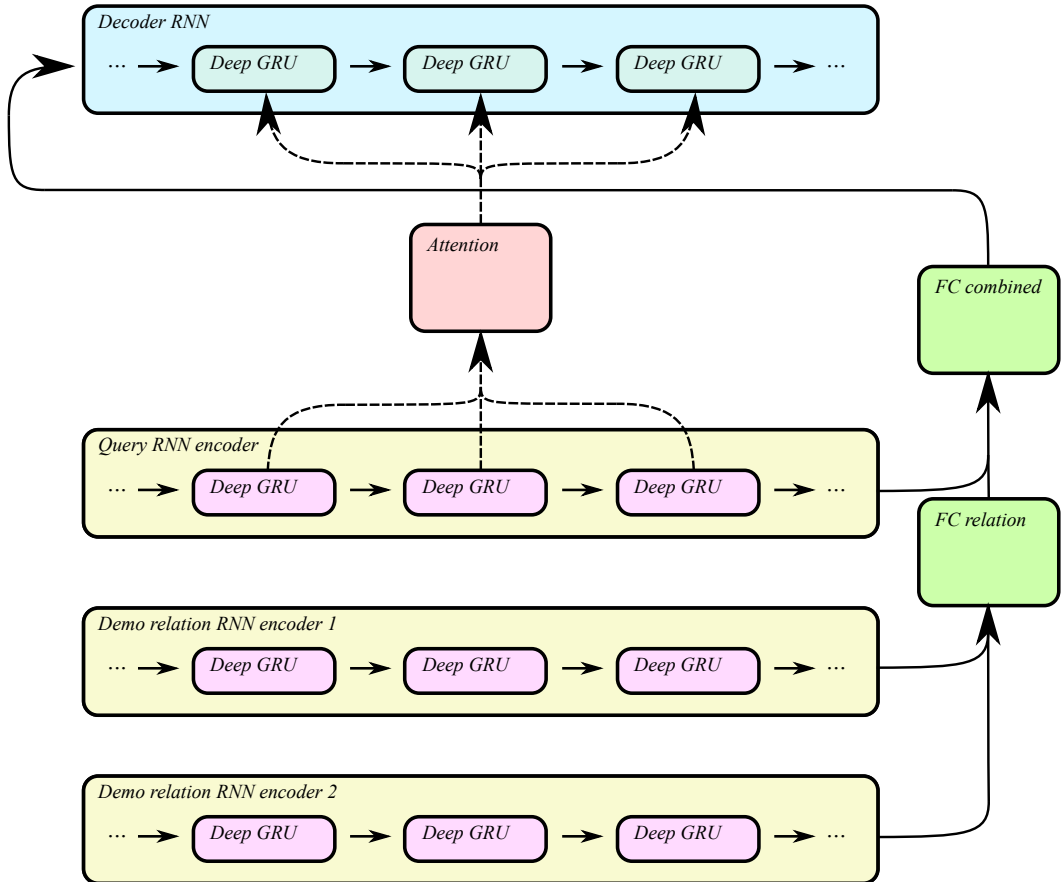 Decoder RNN
... Deep GRU Deep GRU Deep GRU ...
Attention
FC combined
Query RNN encoder
... Deep GRU Deep GRU Deep GRU ...
FC relation
Demo relation RNN encoder 1
... Deep GRU Deep GRU Deep GRU ...
Demo relation RNN encoder 2
... Deep GRU Deep GRU Deep GRU ...